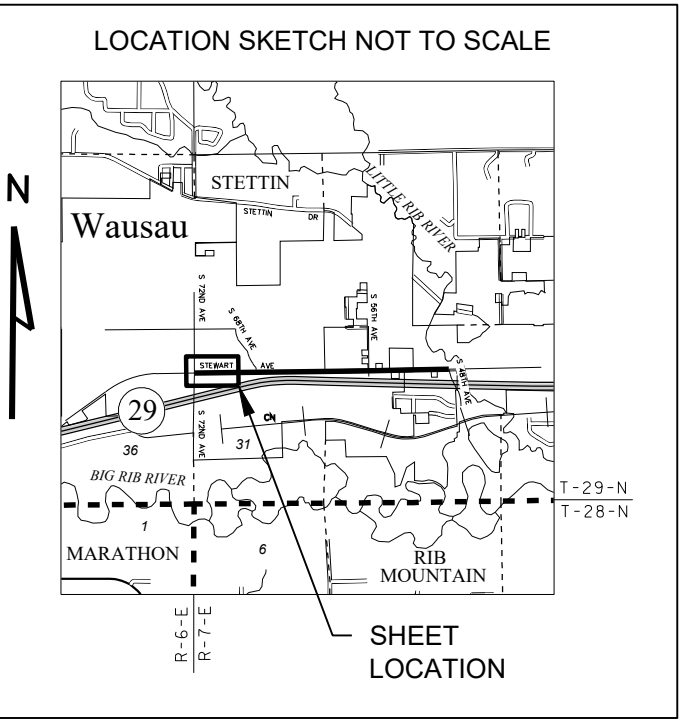 LOCATION SKETCH NOT TO SCALE
N
STETTIN
STETTIN DR
LITTLE RIB RIVER
Wausau
S 72ND AVE
S 68TH AVE
S 56TH AVE
S 48TH AVE
STEWART AVE
29
S 72ND AVE
CN
36
31
BIG RIB RIVER
T-29-N
T-28-N
1
6
MARATHON
RIB
MOUNTAIN
R-6-E
R-7-E
SHEET
LOCATION